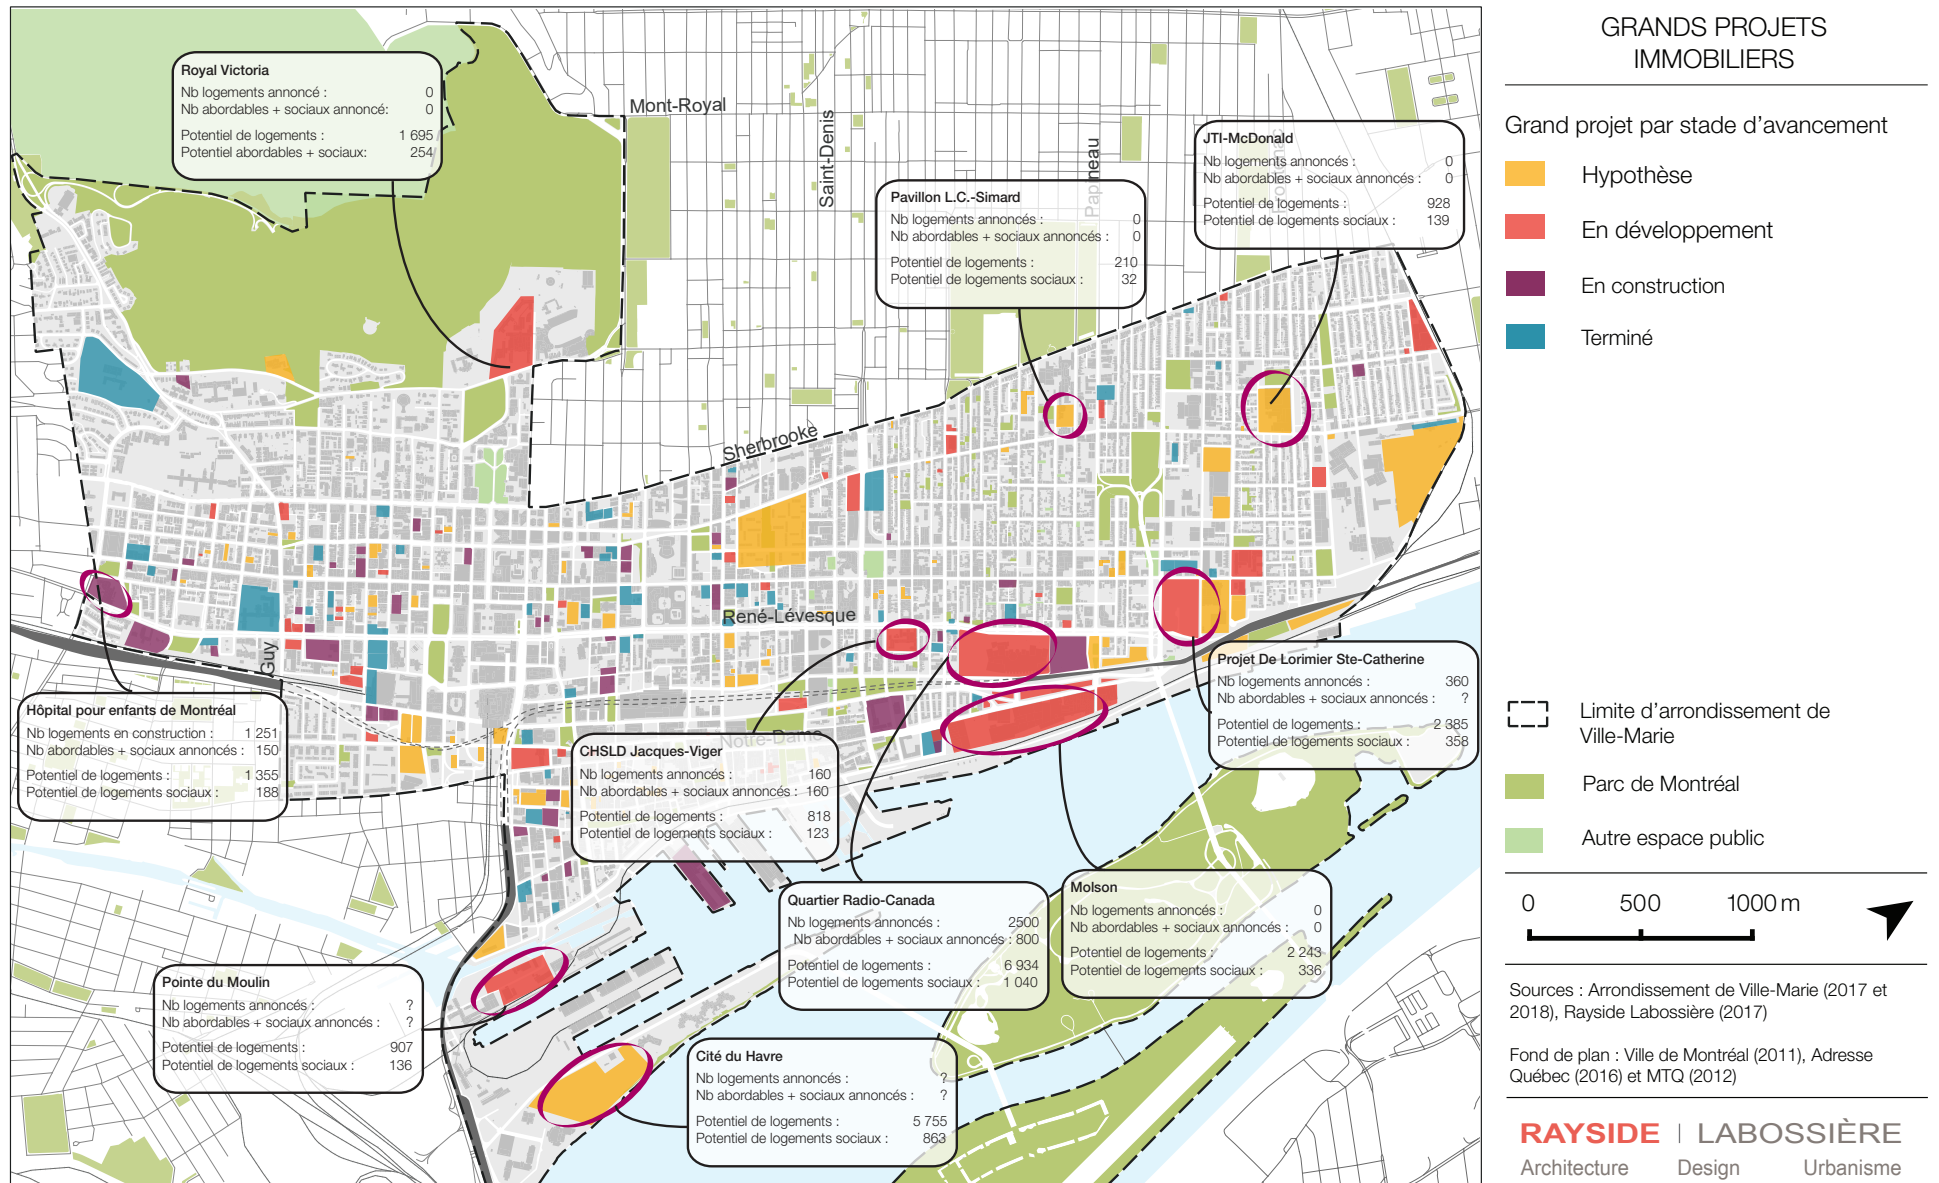 GRANDS PROJETS
IMMOBILIERS
Grand projet par stade d'avancement
Hypothèse
En développement
En construction
Terminé
Limite d'arrondissement de
Ville-Marie
Parc de Montréal
Autre espace public
0 500 1000 m
Sources : Arrondissement de Ville-Marie (2017 et
2018), Rayside Labossière (2017)
Fond de plan : Ville de Montréal (2011), Adresse
Québec (2016) et MTQ (2012)
RAYSIDE | LABOSSIÈRE
Architecture Design Urbanisme
Royal Victoria
Nb logements annoncé : 0
Nb abordables + sociaux annoncé: 0
Potentiel de logements : 1 695
Potentiel abordables + sociaux: 254
Mont-Royal
Saint-Denis
Papineau
Sherbrooke
René-Lévesque
Guy
Notre-Dame
JTI-McDonald
Nb logements annoncés : 0
Nb abordables + sociaux annoncés : 0
Potentiel de logements : 928
Potentiel de logements sociaux : 139
Pavillon L.C.-Simard
Nb logements annoncés : 0
Nb abordables + sociaux annoncés : 0
Potentiel de logements : 210
Potentiel de logements sociaux : 32
Projet De Lorimier Ste-Catherine
Nb logements annoncés : 360
Nb abordables + sociaux annoncés : ?
Potentiel de logements : 2 385
Potentiel de logements sociaux : 358
Hôpital pour enfants de Montréal
Nb logements en construction : 1 251
Nb abordables + sociaux annoncés : 150
Potentiel de logements : 1 355
Potentiel de logements sociaux : 188
CHSLD Jacques-Viger
Nb logements annoncés : 160
Nb abordables + sociaux annoncés : 160
Potentiel de logements : 818
Potentiel de logements sociaux : 123
Quartier Radio-Canada
Nb logements annoncés : 2500
Nb abordables + sociaux annoncés : 800
Potentiel de logements : 6 934
Potentiel de logements sociaux : 1 040
Molson
Nb logements annoncés : 0
Nb abordables + sociaux annoncés : 0
Potentiel de logements : 2 243
Potentiel de logements sociaux : 336
Pointe du Moulin
Nb logements annoncés : ?
Nb abordables + sociaux annoncés : ?
Potentiel de logements : 907
Potentiel de logements sociaux : 136
Cité du Havre
Nb logements annoncés : ?
Nb abordables + sociaux annoncés : ?
Potentiel de logements : 5 755
Potentiel de logements sociaux : 863